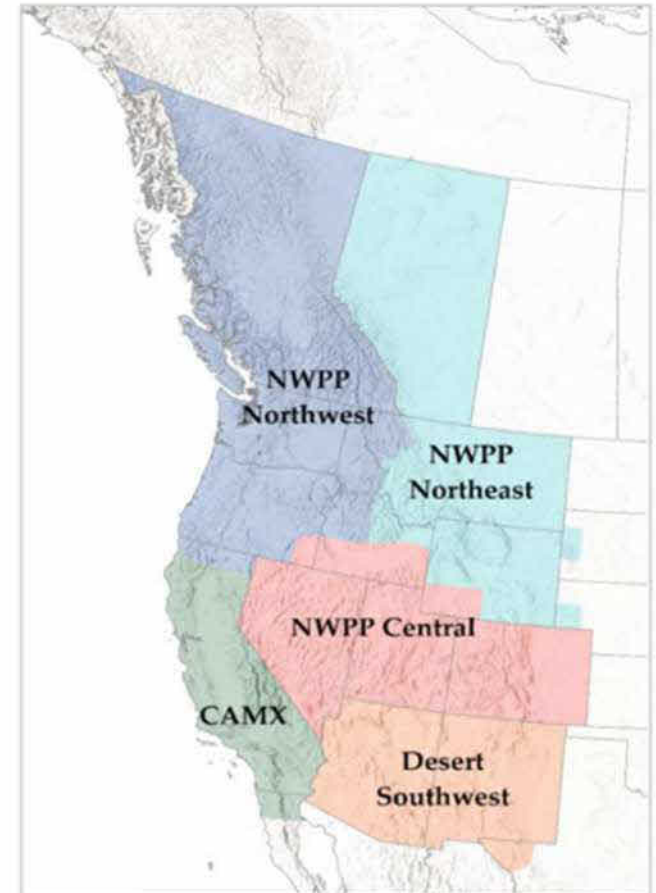 NWPP
Northwest
NWPP
Northeast
NWPP Central
CAMX
Desert
Southwest